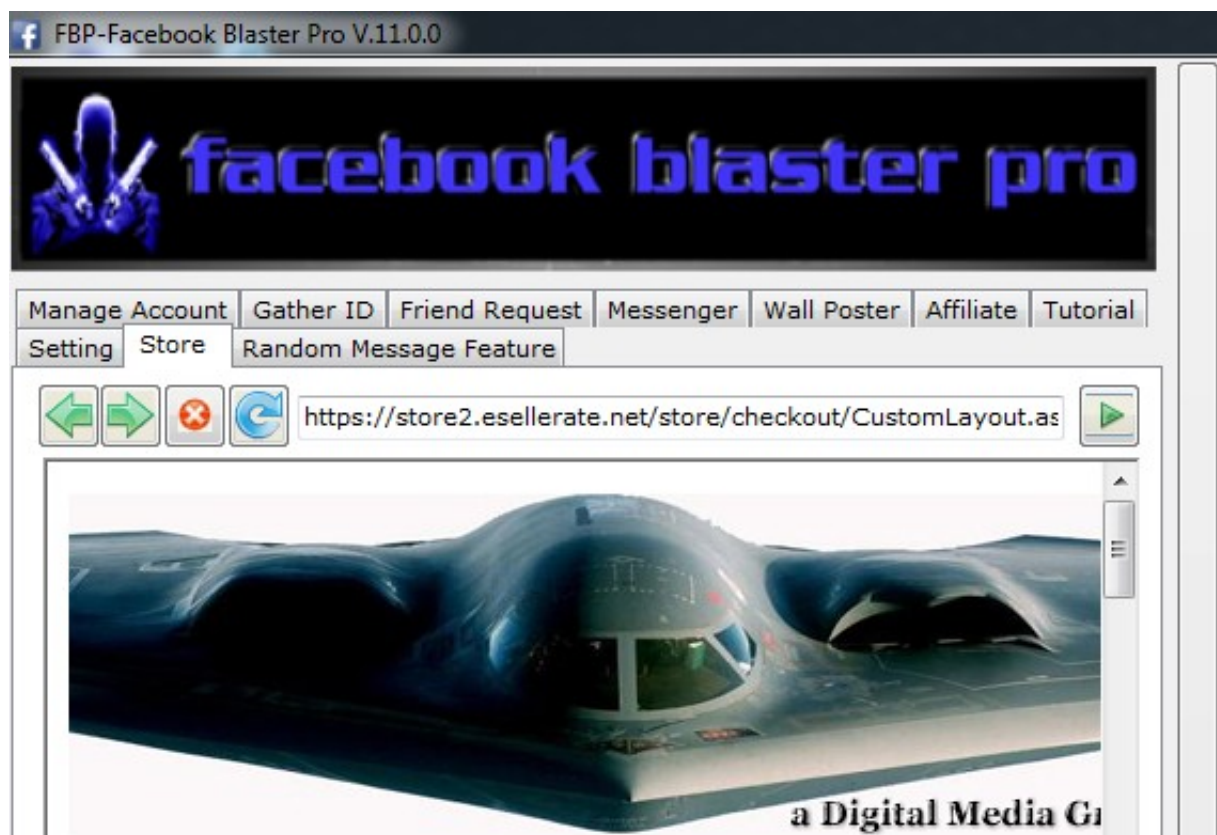 FBP-Facebook Blaster Pro V.11.0.0
facebook blaster pro
Manage Account Gather ID Friend Request Messenger Wall Poster Affiliate Tutorial
Setting Store Random Message Feature
https://store2.esellerate.net/store/checkout/CustomLayout.as
a Digital Media